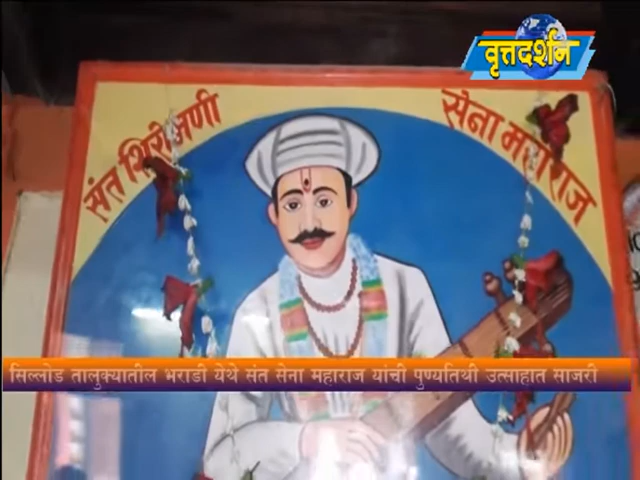 वृत्तदर्शन
संत शिरोमणी
सेना महाराज
सिल्लोड तालुक्यातील भराडी येथे संत सेना महाराज यांची पुण्यतिथी उत्साहात साजरी